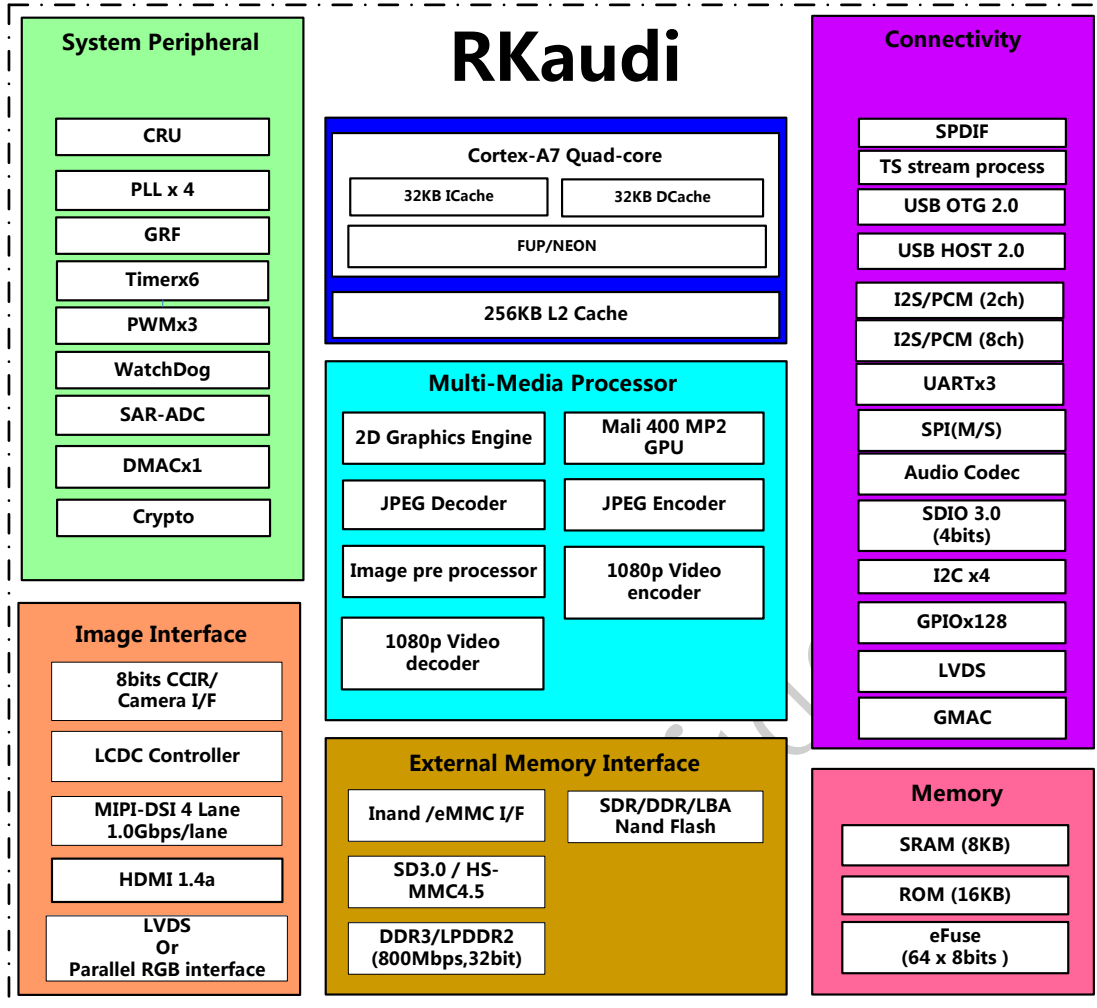 RKaudi
System Peripheral
CRU
PLL x 4
GRF
Timerx6
PWMx3
WatchDog
SAR-ADC
DMACx1
Crypto
Image Interface
8bits CCIR/
Camera I/F
LCDC Controller
MIPI-DSI 4 Lane
1.0Gbps/lane
HDMI 1.4a
LVDS
Or
Parallel RGB interface
Cortex-A7 Quad-core
32KB ICache
32KB DCache
FUP/NEON
256KB L2 Cache
Multi-Media Processor
2D Graphics Engine
Mali 400 MP2
GPU
JPEG Decoder
JPEG Encoder
Image pre processor
1080p Video
encoder
1080p Video
decoder
External Memory Interface
Inand /eMMC I/F
SDR/DDR/LBA
Nand Flash
SD3.0 / HS-
MMC4.5
DDR3/LPDDR2
(800Mbps,32bit)
Connectivity
SPDIF
TS stream process
USB OTG 2.0
USB HOST 2.0
I2S/PCM (2ch)
I2S/PCM (8ch)
UARTx3
SPI(M/S)
Audio Codec
SDIO 3.0
(4bits)
I2C x4
GPIOx128
LVDS
GMAC
Memory
SRAM (8KB)
ROM (16KB)
eFuse
(64 x 8bits )